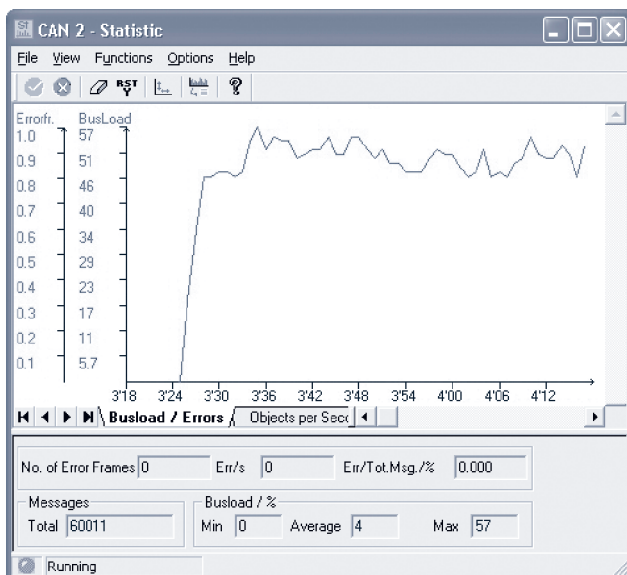 CAN 2 - Statistic
File View Functions Options Help
RST
Y
Errorfr. BusLoad
1.0 57
0.9 51
0.8 46
0.7 40
0.6 34
0.5 29
0.4 23
0.3 17
0.2 11
0.1 5.7
3'18 3'24 3'30 3'36 3'42 3'48 3'54 4'00 4'06 4'12
Busload / Errors Objects per Seco
No. of Error Frames 0 Err/s 0 Err/Tot.Msg./% 0.000
Messages Busload / %
Total 60011 Min 0 Average 4 Max 57
Running